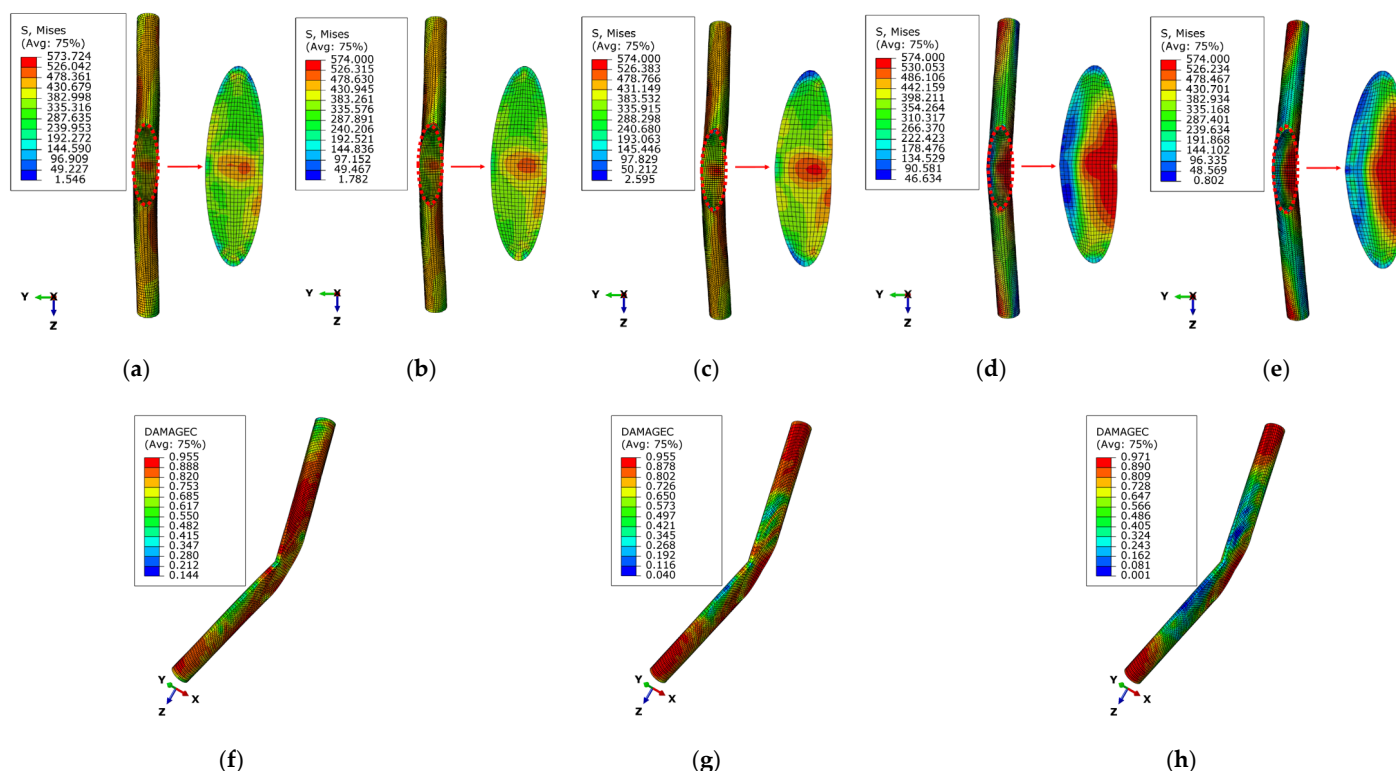 S, Mises
(Avg: 75%)
573.724
526.042
478.361
430.679
382.998
335.316
287.635
239.953
192.272
144.590
96.909
49.227
1.546
Y X
Z
(a)
S, Mises
(Avg: 75%)
574.000
526.315
478.630
430.945
383.261
335.576
287.891
240.206
192.521
144.836
97.152
49.467
1.782
Y X
Z
(b)
S, Mises
(Avg: 75%)
574.000
526.383
478.766
431.149
383.532
335.915
288.298
240.680
193.063
145.446
97.829
50.212
2.595
Y X
Z
(c)
S, Mises
(Avg: 75%)
574.000
530.053
486.106
442.159
398.211
354.264
310.317
266.370
222.423
178.476
134.529
90.581
46.634
Y X
Z
(d)
S, Mises
(Avg: 75%)
574.000
526.234
478.467
430.701
382.934
335.168
287.401
239.634
191.868
144.102
96.335
48.569
0.802
Y X
Z
(e)
DAMAGEC
(Avg: 75%)
0.955
0.888
0.820
0.753
0.685
0.617
0.550
0.482
0.415
0.347
0.280
0.212
0.144
Y
X
Z
(f)
DAMAGEC
(Avg: 75%)
0.955
0.878
0.802
0.726
0.650
0.573
0.497
0.421
0.345
0.268
0.192
0.116
0.040
Y
X
Z
(g)
DAMAGEC
(Avg: 75%)
0.971
0.890
0.809
0.728
0.647
0.566
0.486
0.405
0.324
0.243
0.162
0.081
0.001
Y
X
Z
(h)